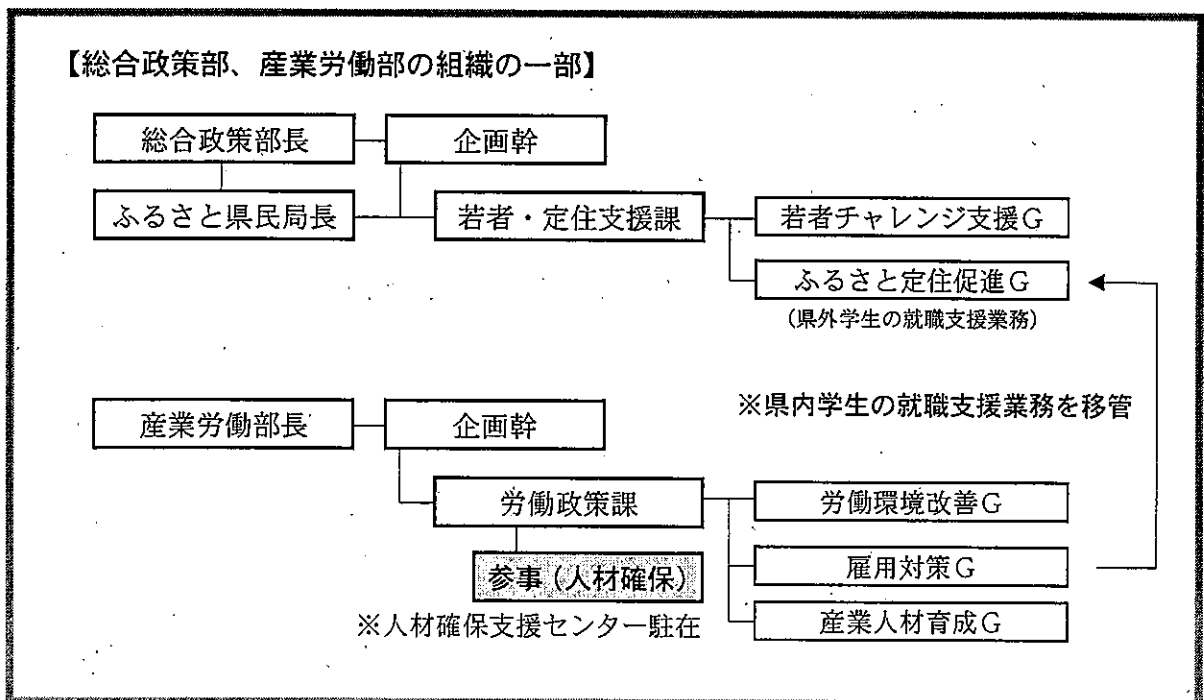 【総合政策部、産業労働部の組織の一部】
総合政策部長
企画幹
ふるさと県民局長
若者・定住支援課
若者チャレンジ支援G
ふるさと定住促進G
(県外学生の就職支援業務)
※県内学生の就職支援業務を移管
産業労働部長
企画幹
労働政策課
労働環境改善G
参事(人材確保)
雇用対策G
※人材確保支援センター駐在
産業人材育成G